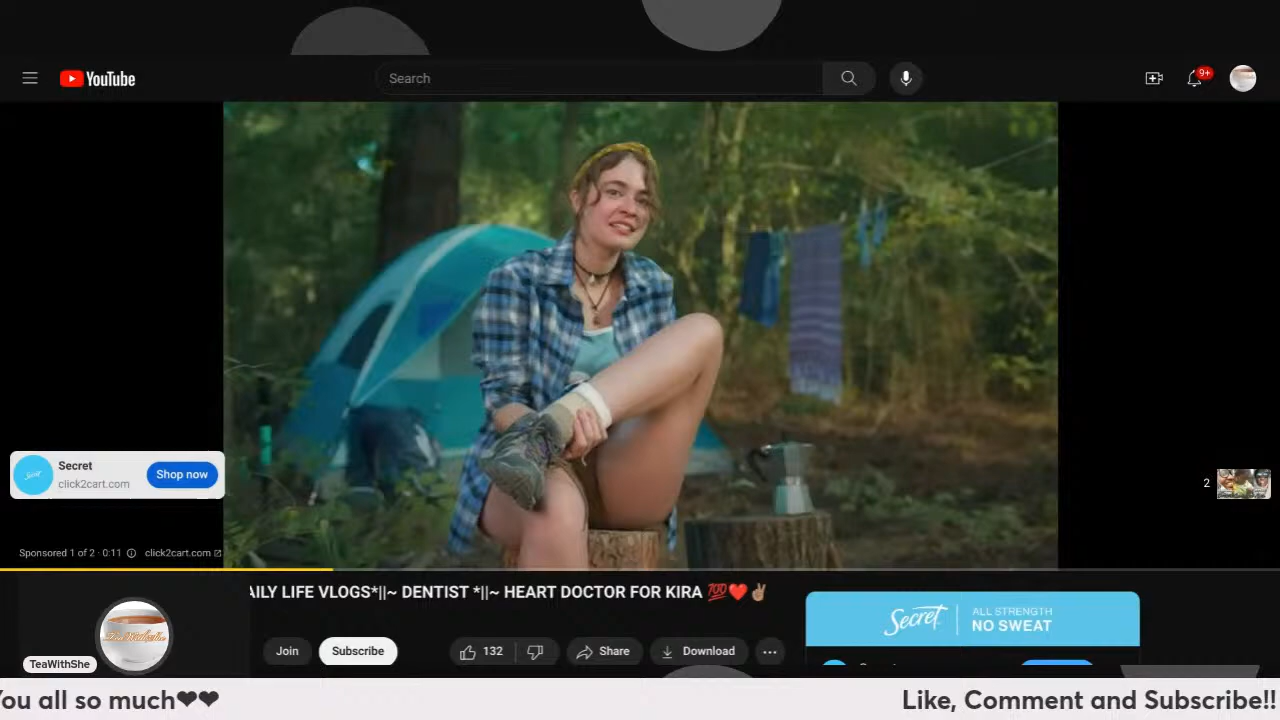 YouTube
Search
9+
Secret
click2cart.com
Shop now
2
Sponsored 1 of 2 · 0:11
click2cart.com
AILY LIFE VLOGS*||~ DENTIST *||~ HEART DOCTOR FOR KIRA 💯❤️✌🏽
Secret
ALL STRENGTH
NO SWEAT
TeaWithShe
Join
Subscribe
132
Share
Download
You all so much❤❤
Like, Comment and Subscribe!!